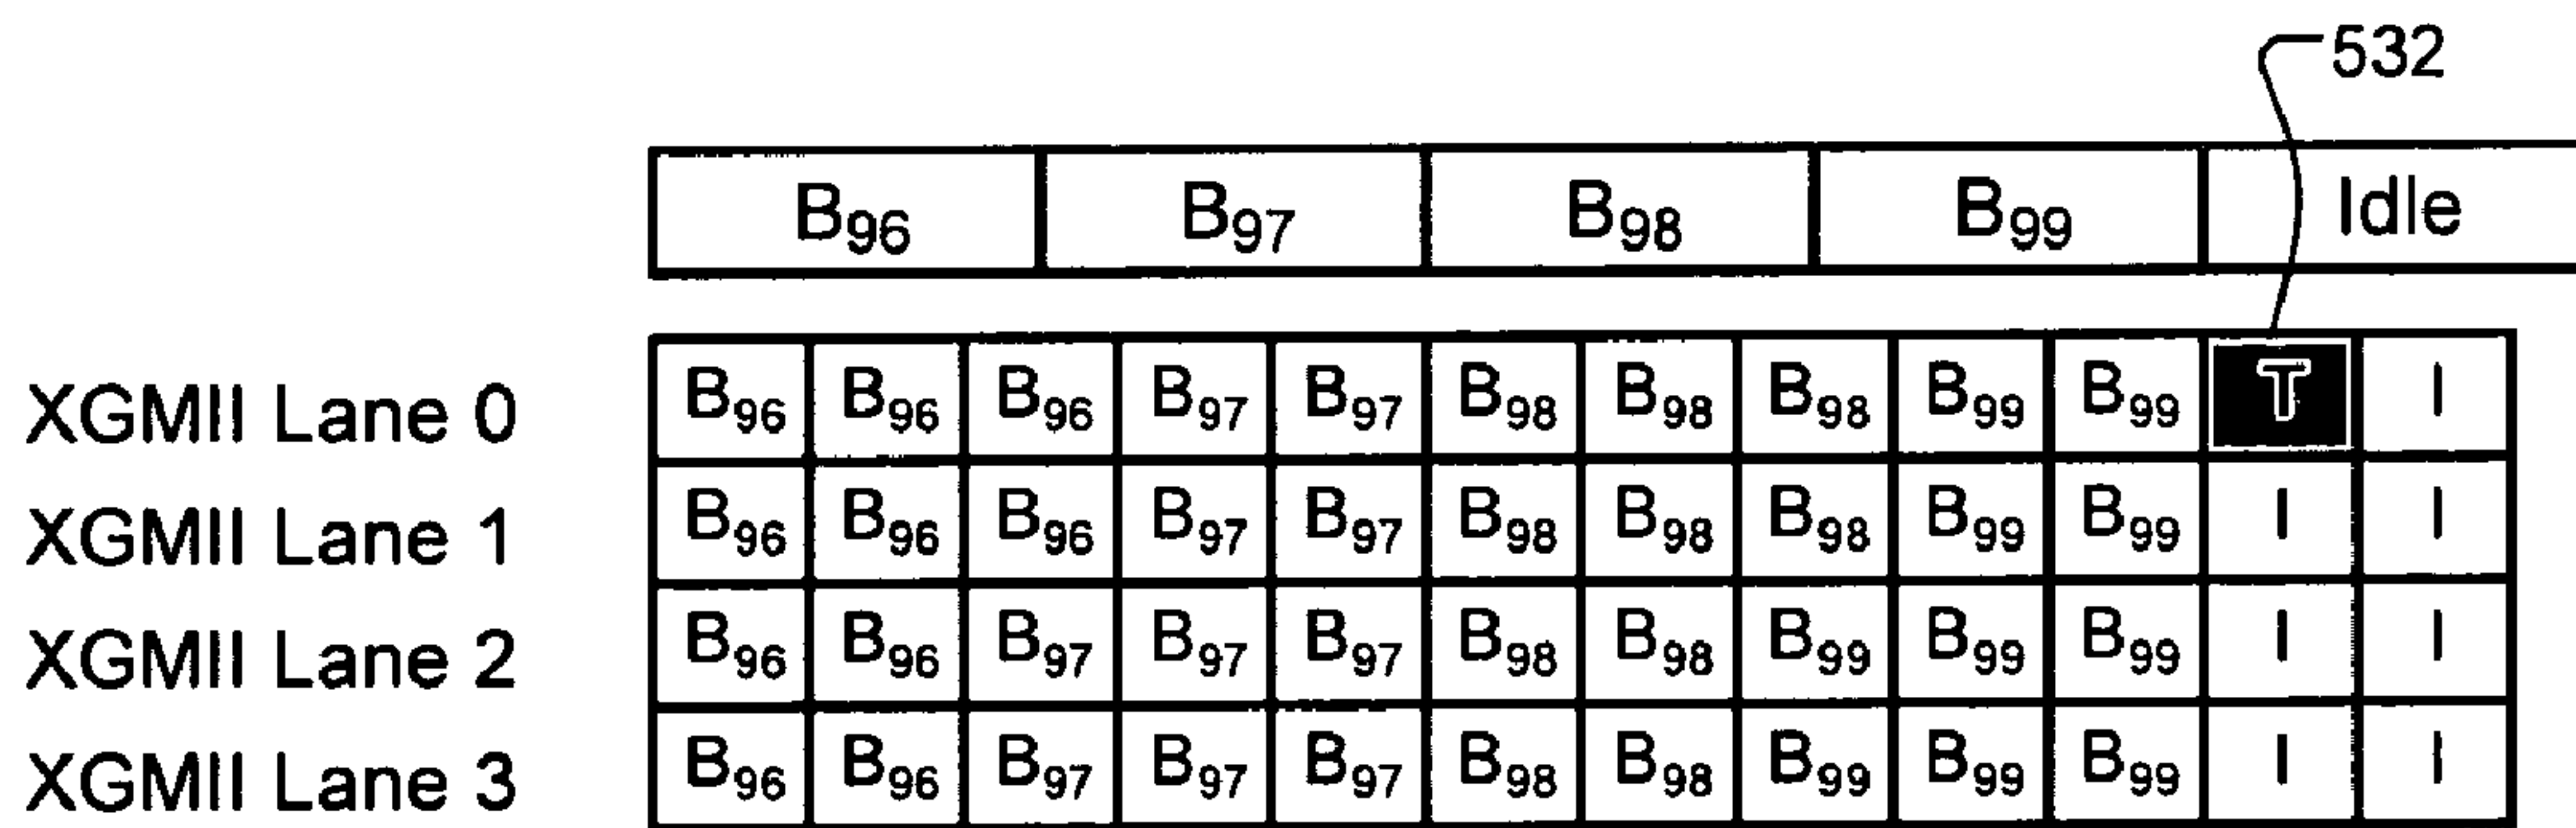 532
B96 B97 B98 B99 Idle
XGMII Lane 0 B96 B96 B96 B97 B97 B98 B98 B98 B99 B99 T I
XGMII Lane 1 B96 B96 B96 B97 B97 B98 B98 B98 B99 B99 I I
XGMII Lane 2 B96 B96 B97 B97 B97 B98 B98 B99 B99 B99 I I
XGMII Lane 3 B96 B96 B97 B97 B97 B98 B98 B99 B99 B99 I I